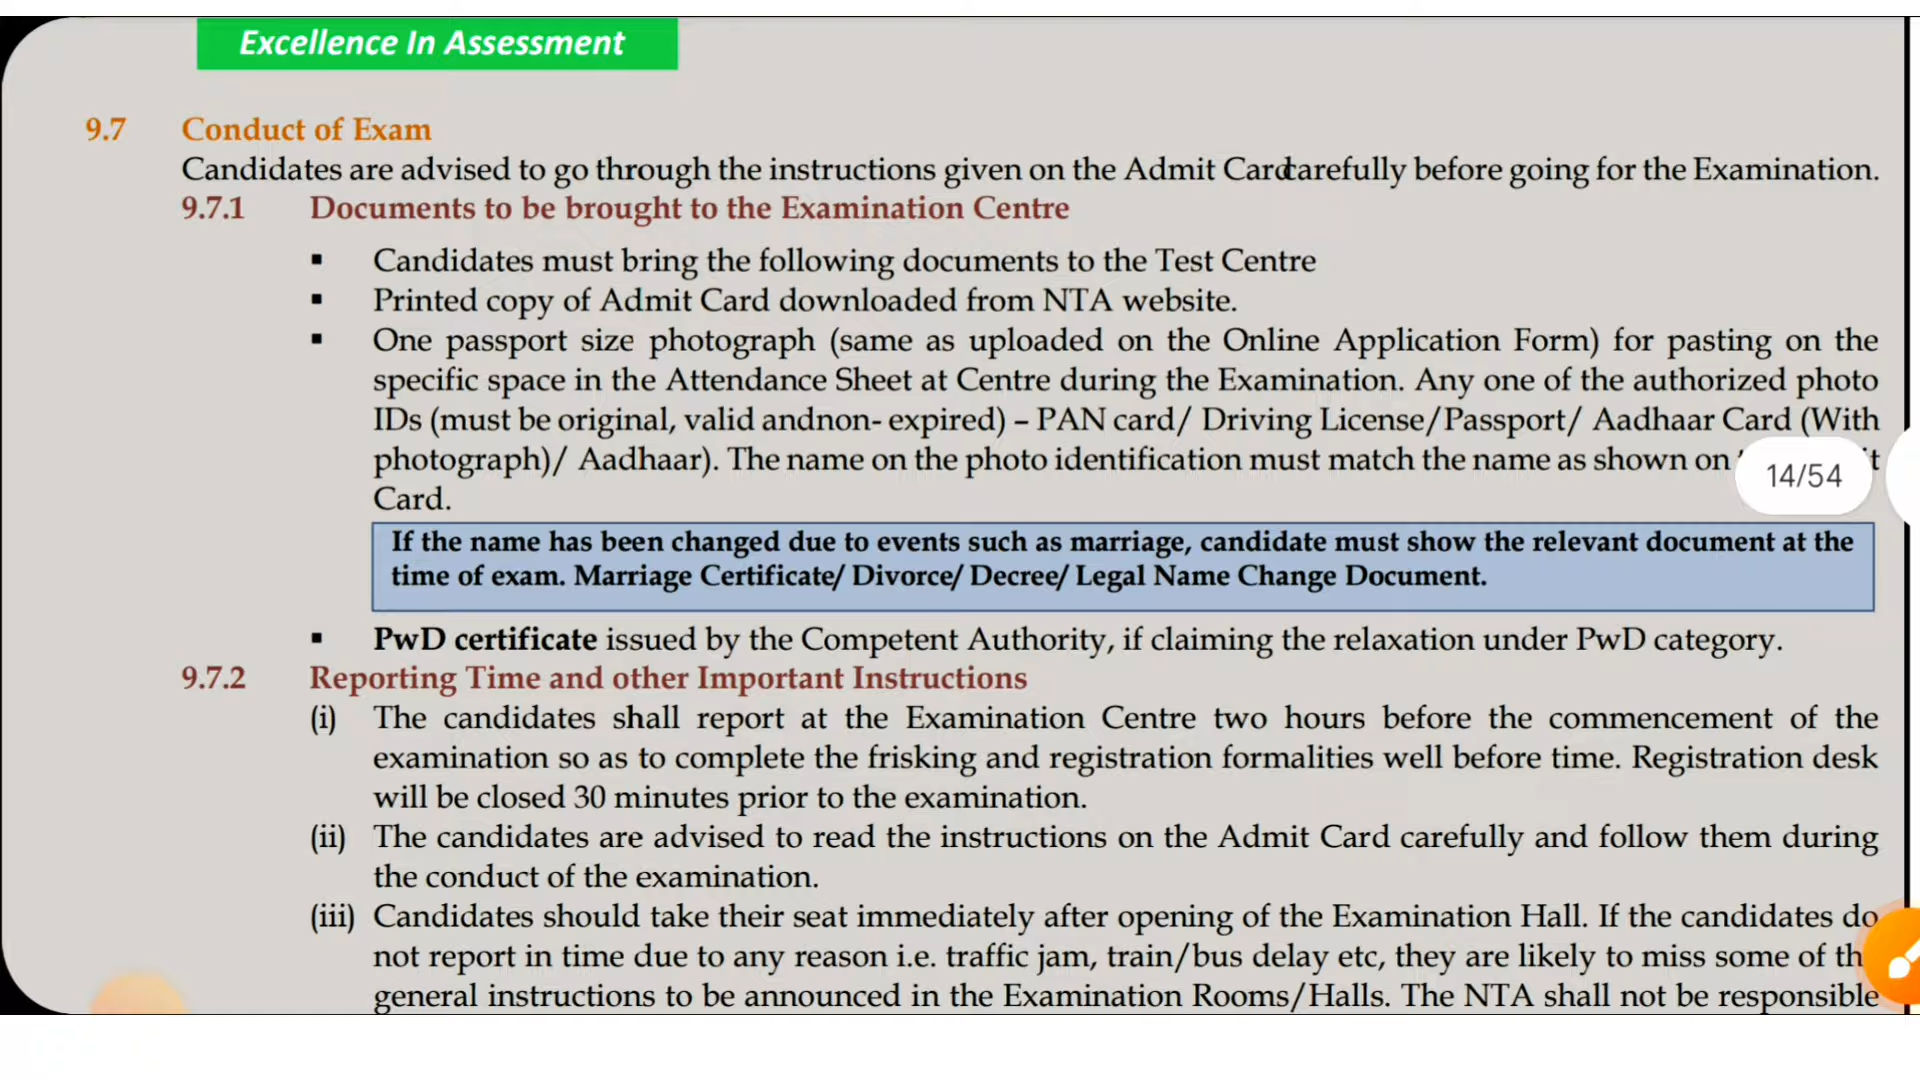 Excellence In Assessment
9.7 Conduct of Exam
Candidates are advised to go through the instructions given on the Admit Cardcarefully before going for the Examination.
9.7.1 Documents to be brought to the Examination Centre
▪ Candidates must bring the following documents to the Test Centre
▪ Printed copy of Admit Card downloaded from NTA website.
▪ One passport size photograph (same as uploaded on the Online Application Form) for pasting on the
specific space in the Attendance Sheet at Centre during the Examination. Any one of the authorized photo
IDs (must be original, valid andnon- expired) – PAN card/ Driving License/Passport/ Aadhaar Card (With
photograph)/ Aadhaar). The name on the photo identification must match the name as shown on
14/54
Card.
If the name has been changed due to events such as marriage, candidate must show the relevant document at the
time of exam. Marriage Certificate/ Divorce/ Decree/ Legal Name Change Document.
▪ PwD certificate issued by the Competent Authority, if claiming the relaxation under PwD category.
9.7.2 Reporting Time and other Important Instructions
(i) The candidates shall report at the Examination Centre two hours before the commencement of the
examination so as to complete the frisking and registration formalities well before time. Registration desk
will be closed 30 minutes prior to the examination.
(ii) The candidates are advised to read the instructions on the Admit Card carefully and follow them during
the conduct of the examination.
(iii) Candidates should take their seat immediately after opening of the Examination Hall. If the candidates do
not report in time due to any reason i.e. traffic jam, train/bus delay etc, they are likely to miss some of th
general instructions to be announced in the Examination Rooms/Halls. The NTA shall not be responsible